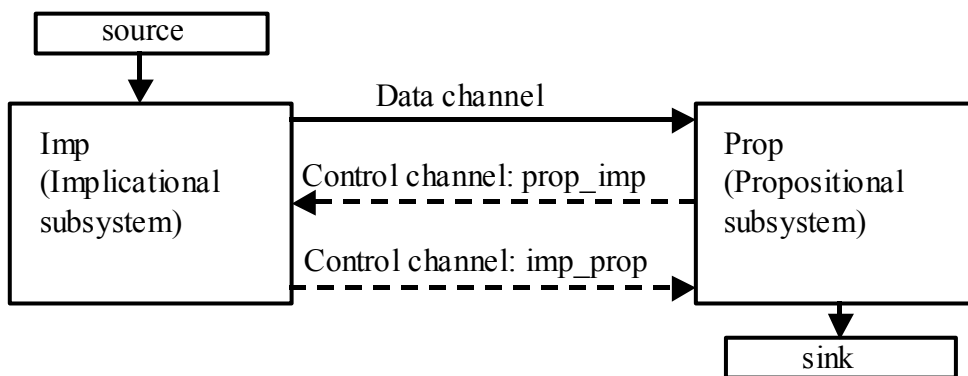 source
Data channel
Imp
(Implicational
subsystem)
Control channel: prop_imp
Control channel: imp_prop
Prop
(Propositional
subsystem)
sink